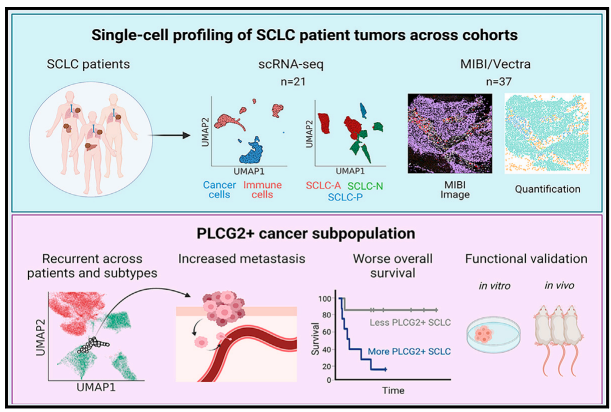 Single-cell profiling of SCLC patient tumors across cohorts
SCLC patients
scRNA-seq
n=21
MIBI/Vectra
n=37
UMAP2
UMAP1
Cancer
cells
Immune
cells
UMAP2
UMAP1
SCLC-A SCLC-N
SCLC-P
MIBI
Image
Quantification
PLCG2+ cancer subpopulation
Recurrent across
patients and subtypes
UMAP2
UMAP1
Increased metastasis
Worse overall
survival
Survival
100
80
60
40
20
0
Less PLCG2+ SCLC
More PLCG2+ SCLC
Time
Functional validation
in vitro
in vivo